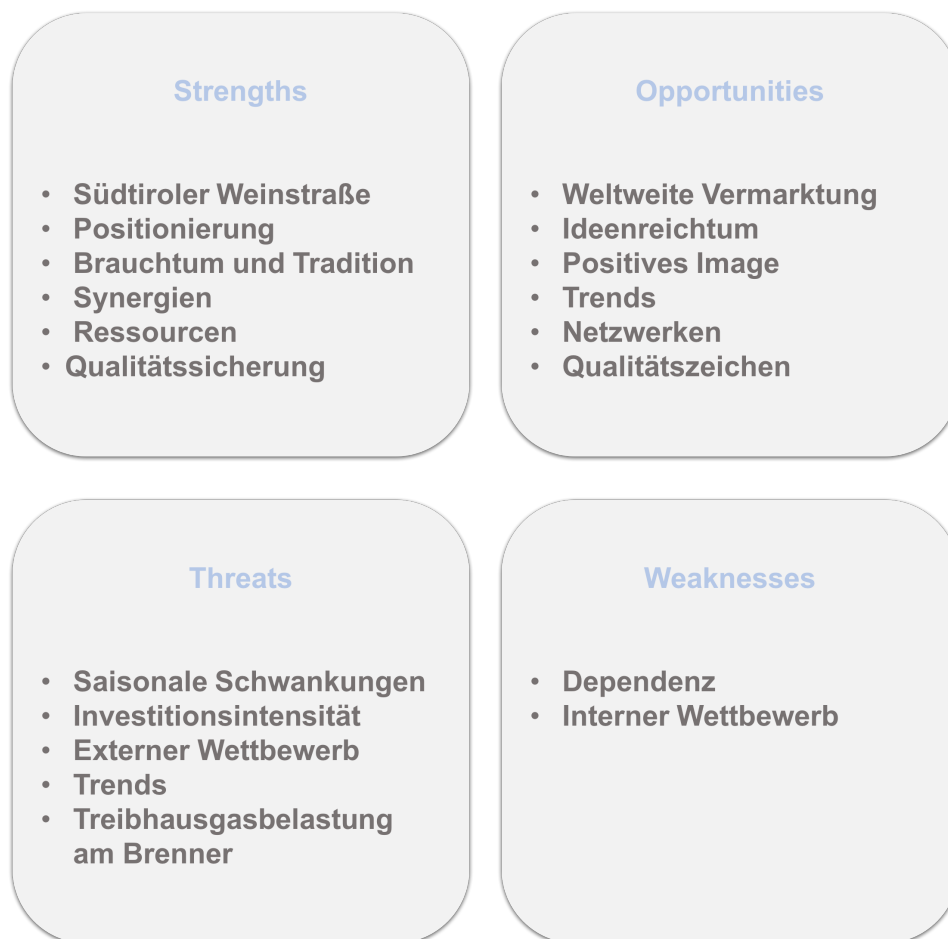 Strengths
• Südtiroler Weinstraße
• Positionierung
• Brauchtum und Tradition
• Synergien
• Ressourcen
• Qualitätssicherung
Opportunities
• Weltweite Vermarktung
• Ideenreichtum
• Positives Image
• Trends
• Netzwerken
• Qualitätszeichen
Threats
• Saisonale Schwankungen
• Investitionsintensität
• Externer Wettbewerb
• Trends
• Treibhausgasbelastung
am Brenner
Weaknesses
• Dependenz
• Interner Wettbewerb